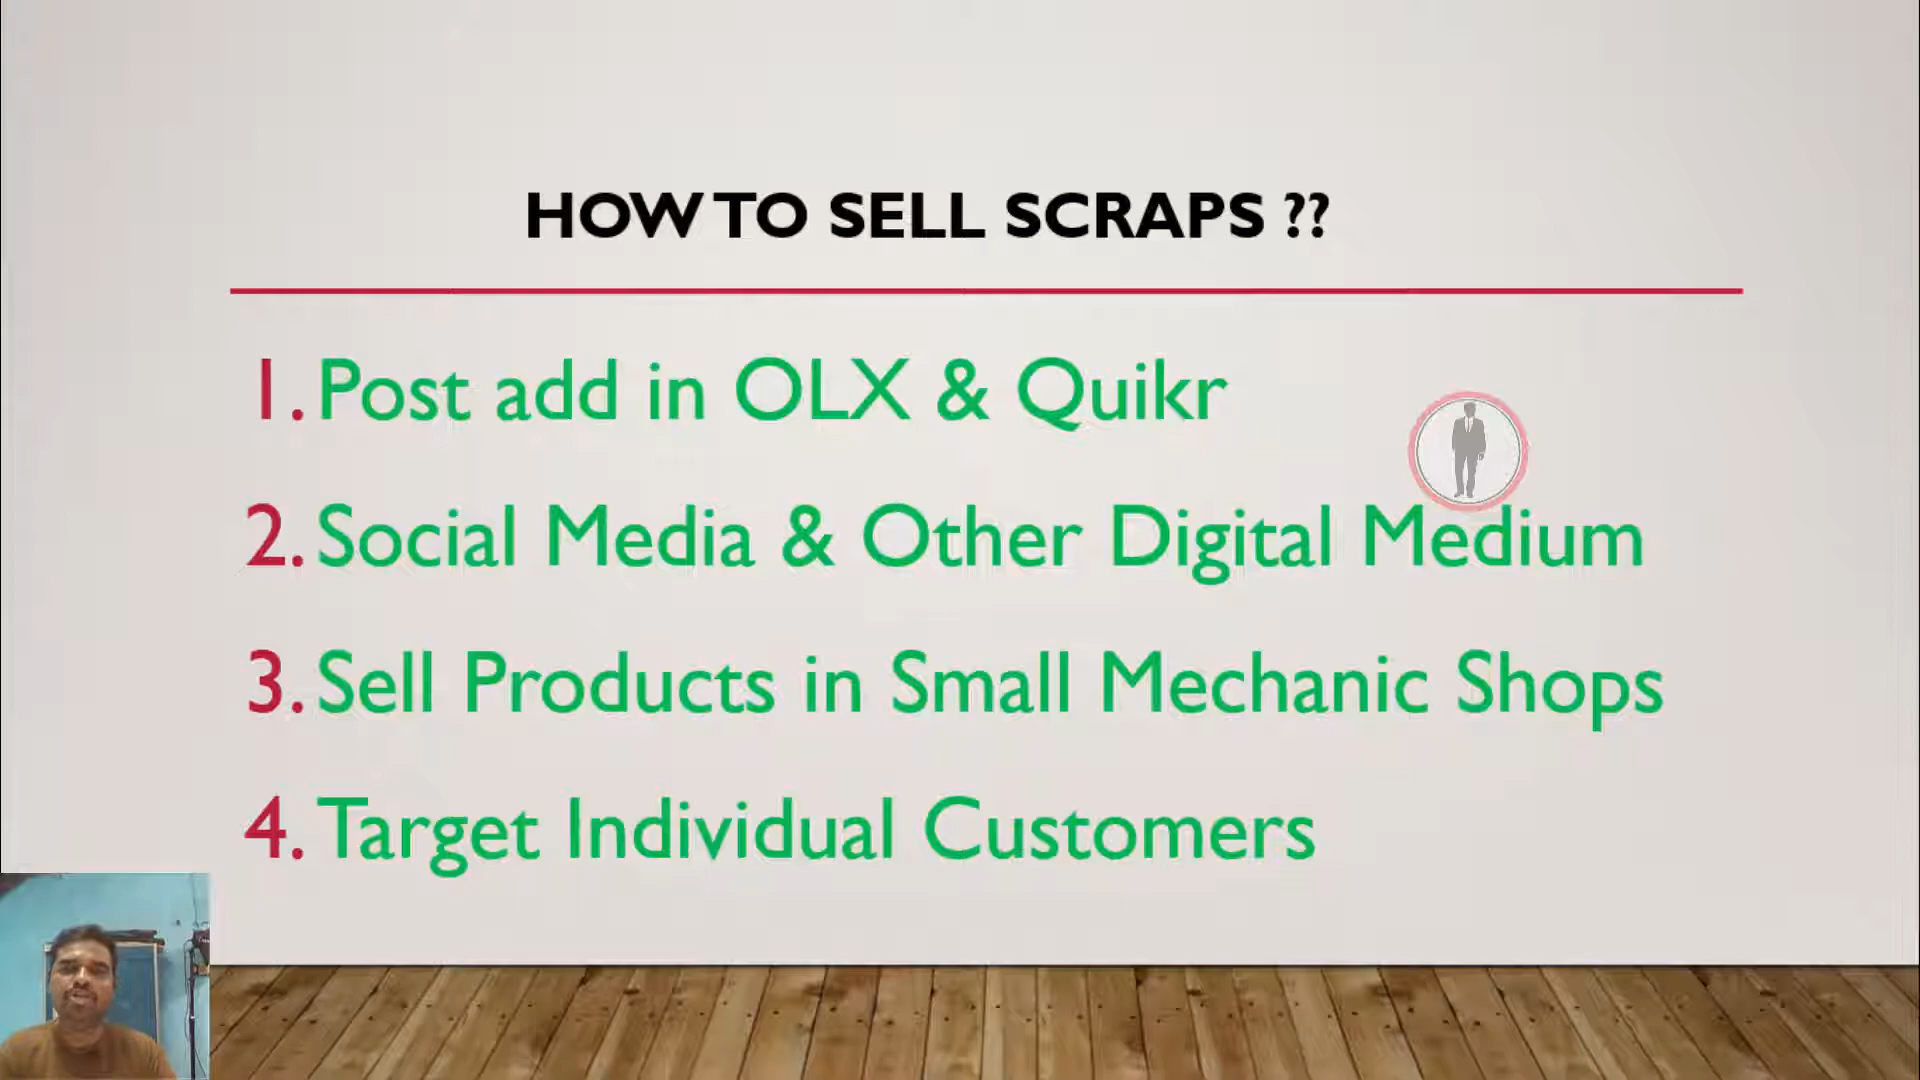 HOW TO SELL SCRAPS ??
1. Post add in OLX & Quikr
2. Social Media & Other Digital Medium
3. Sell Products in Small Mechanic Shops
4. Target Individual Customers